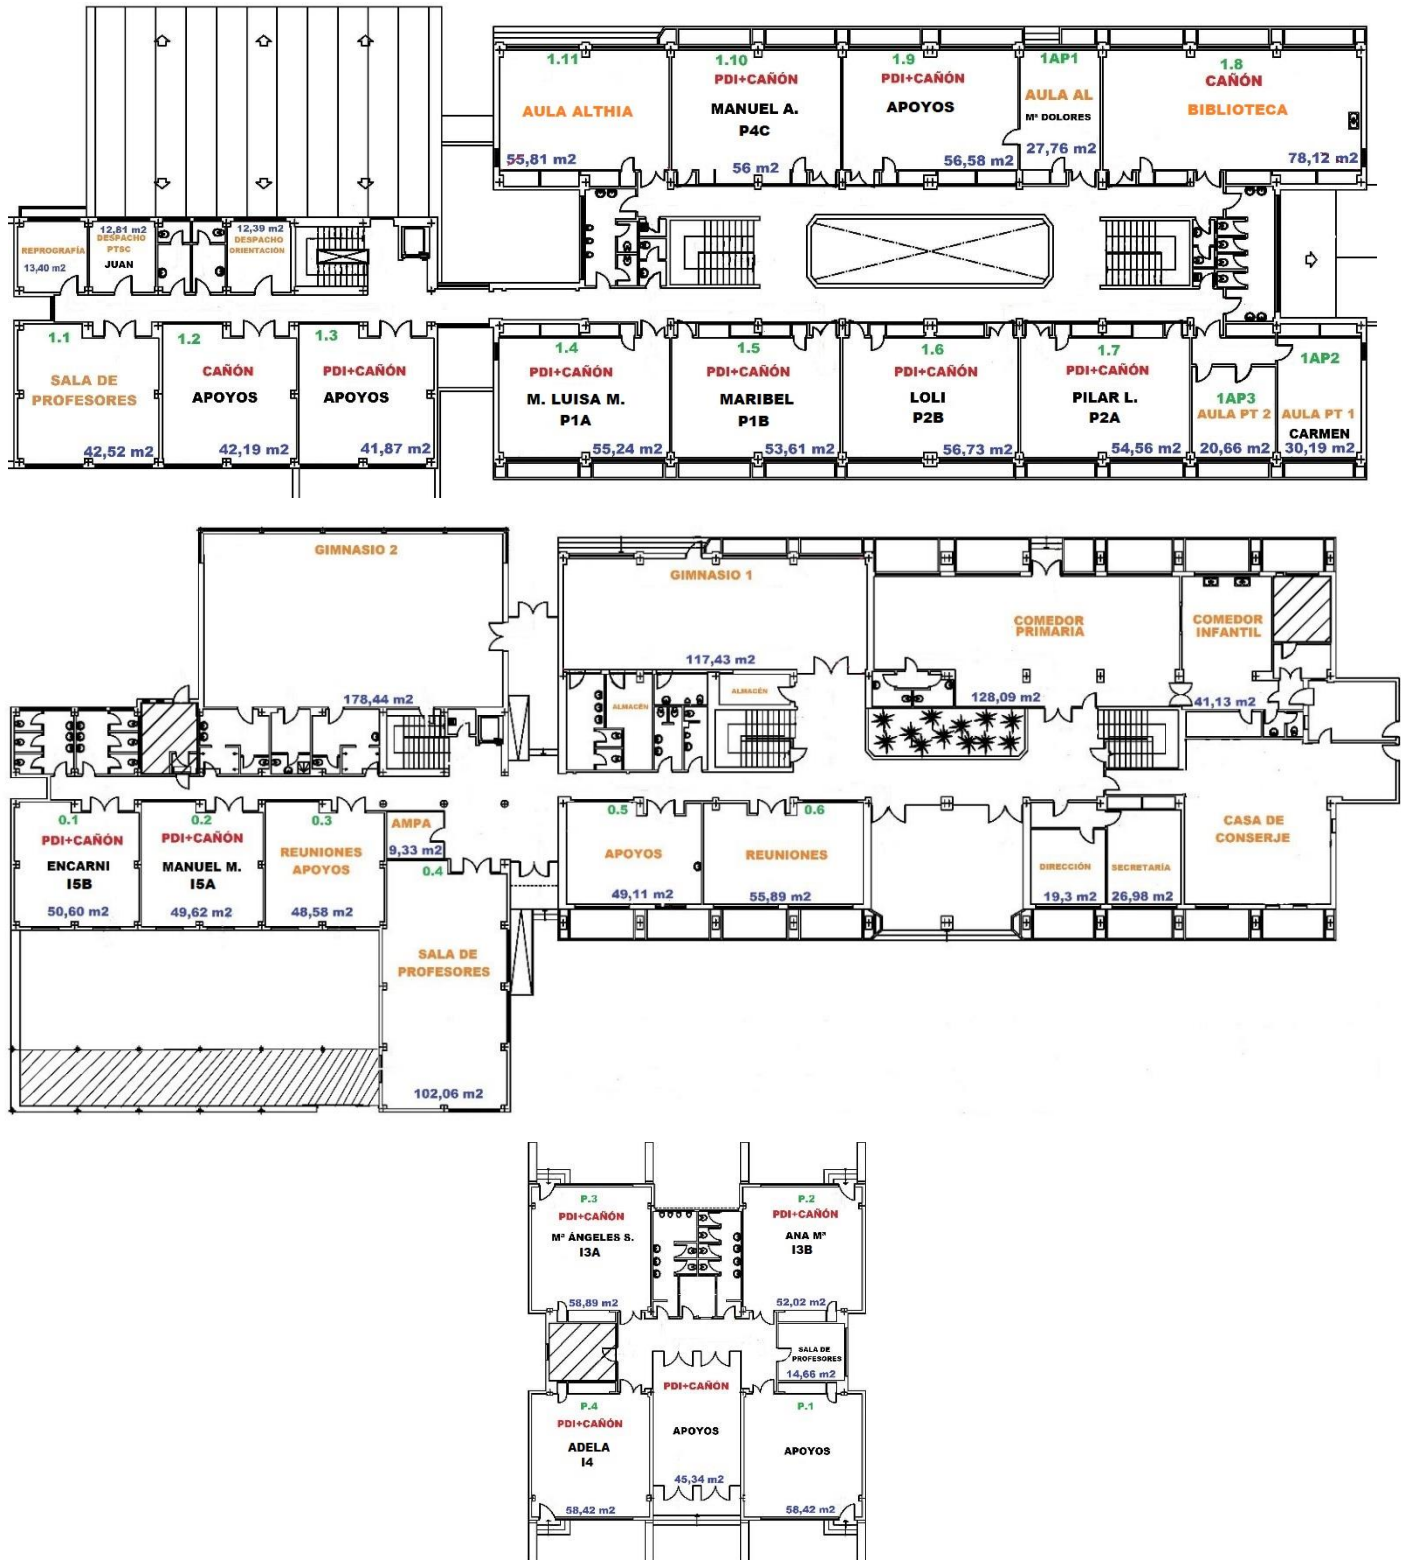 1.11
AULA ALTHIA
55,81 m2
1.10
PDI+CAÑÓN
MANUEL A.
P4C
56 m2
1.9
PDI+CAÑÓN
APOYOS
56,58 m2
1AP1
AULA AL
Mª DOLORES
27,76 m2
1.8
CAÑÓN
BIBLIOTECA
78,12 m2
REPROGRAFÍA
13,40 m2
12,81 m2
DESPACHO
PTSC
JUAN
12,39 m2
DESPACHO
ORIENTACIÓN
1.1
SALA DE
PROFESORES
42,52 m2
1.2
CAÑÓN
APOYOS
42,19 m2
1.3
PDI+CAÑÓN
APOYOS
41,87 m2
1.4
PDI+CAÑÓN
M. LUISA M.
P1A
55,24 m2
1.5
PDI+CAÑÓN
MARIBEL
P1B
53,61 m2
1.6
PDI+CAÑÓN
LOLI
P2B
56,73 m2
1.7
PDI+CAÑÓN
PILAR L.
P2A
54,56 m2
1AP3
AULA PT 2
20,66 m2
1AP2
AULA PT 1
CARMEN
30,19 m2
GIMNASIO 2
178,44 m2
GIMNASIO 1
117,43 m2
COMEDOR
PRIMARIA
128,09 m2
COMEDOR
INFANTIL
41,13 m2
ALMACÉN
ALMACÉN
0.1
PDI+CAÑÓN
ENCARNI
I5B
50,60 m2
0.2
PDI+CAÑÓN
MANUEL M.
I5A
49,62 m2
0.3
REUNIONES
APOYOS
48,58 m2
AMPA
9,33 m2
0.4
SALA DE
PROFESORES
102,06 m2
0.5
APOYOS
49,11 m2
0.6
REUNIONES
55,89 m2
DIRECCIÓN
19,3 m2
SECRETARÍA
26,98 m2
CASA DE
CONSERJE
P.3
PDI+CAÑÓN
Mª ÁNGELES S.
I3A
58,89 m2
P.2
PDI+CAÑÓN
ANA Mª
I3B
52,02 m2
SALA DE
PROFESORES
14,66 m2
P.4
PDI+CAÑÓN
ADELA
I4
58,42 m2
PDI+CAÑÓN
APOYOS
45,34 m2
P.1
APOYOS
58,42 m2